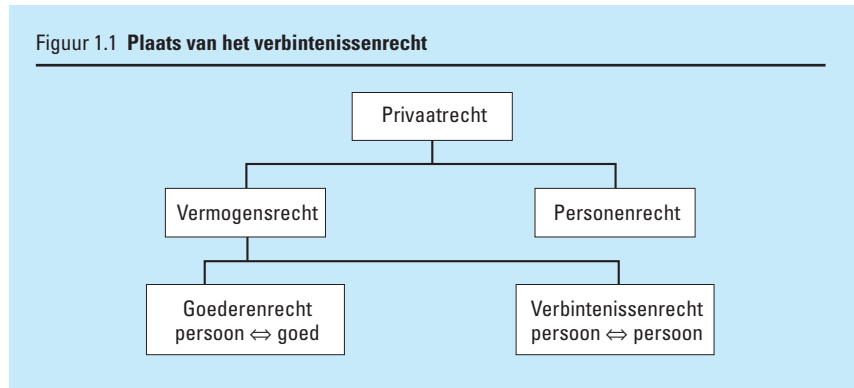 Figuur 1.1 Plaats van het verbintenissenrecht
Privaatrecht
Vermogensrecht
Personenrecht
Goederenrecht
persoon ⇔ goed
Verbintenissenrecht
persoon ⇔ persoon